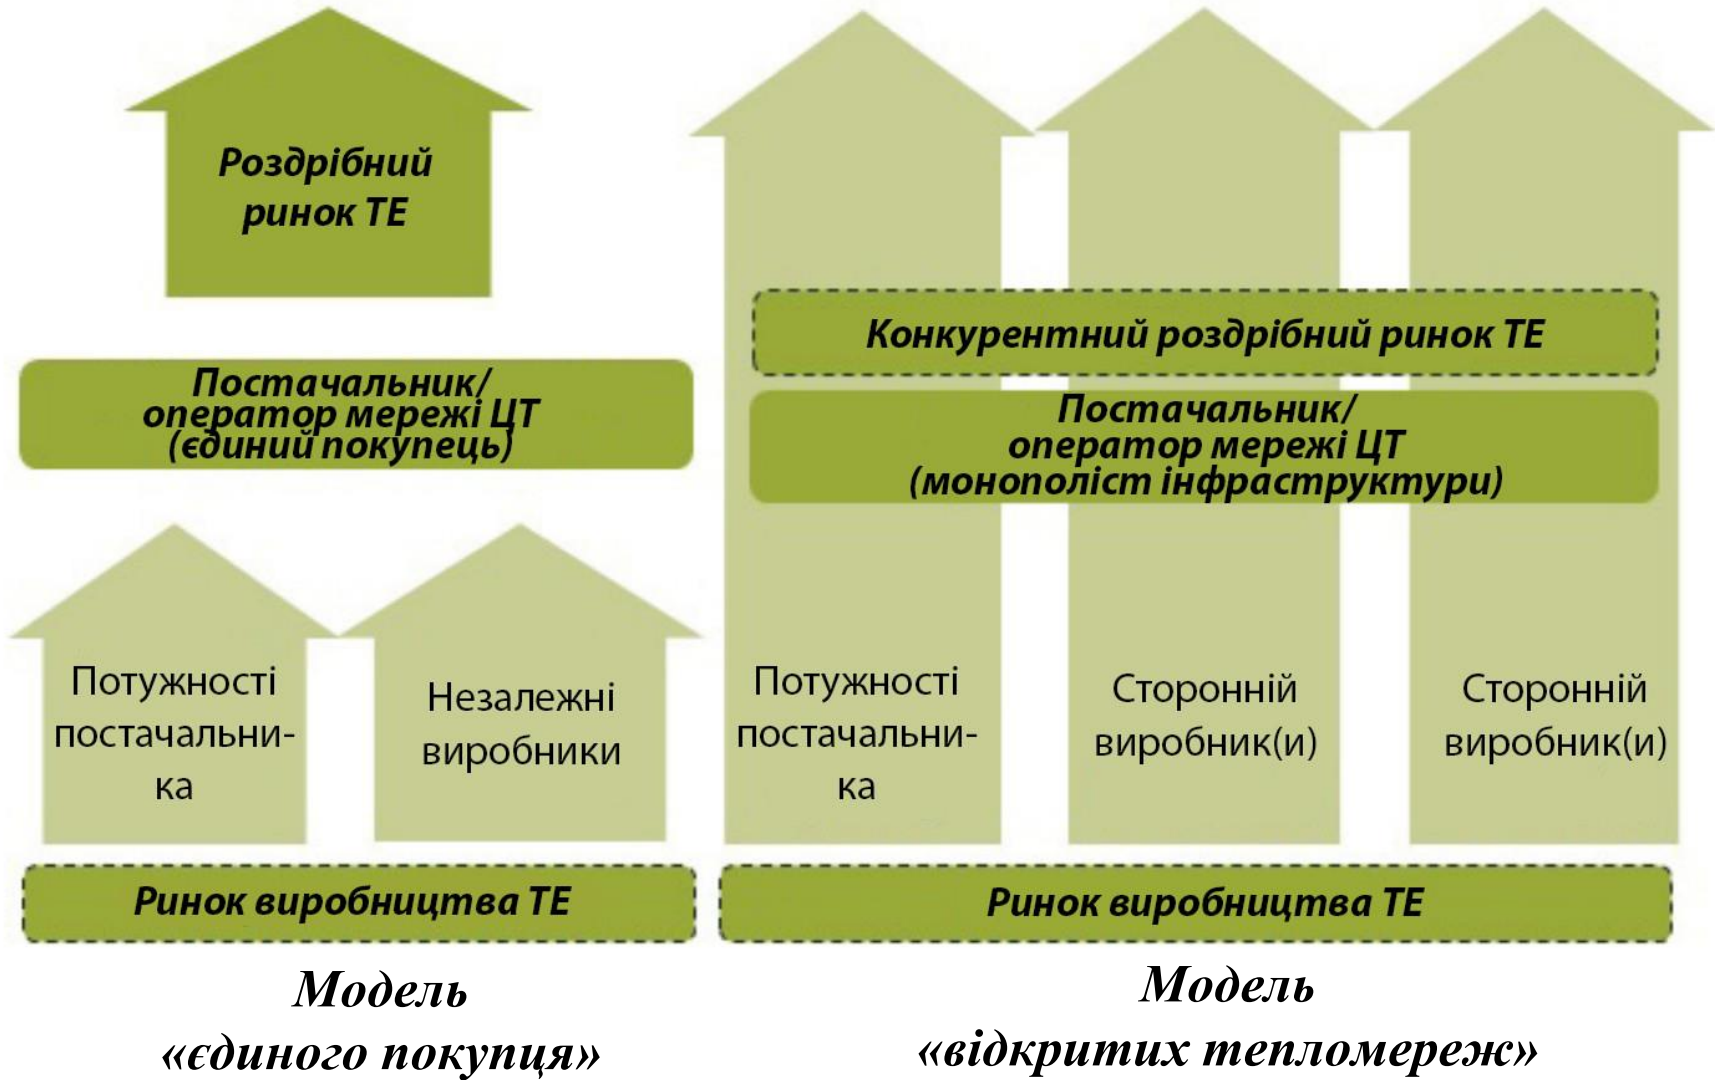 Роздрібний
ринок ТЕ
Постачальник/
оператор мережі ЦТ
(єдиний покупець)
Потужності
постачальни-
ка
Незалежні
виробники
Ринок виробництва ТЕ
Модель
«єдиного покупця»
Конкурентний роздрібний ринок ТЕ
Постачальник/
оператор мережі ЦТ
(монополіст інфраструктури)
Потужності
постачальни-
ка
Сторонній
виробник(и)
Сторонній
виробник(и)
Ринок виробництва ТЕ
Модель
«відкритих тепломереж»